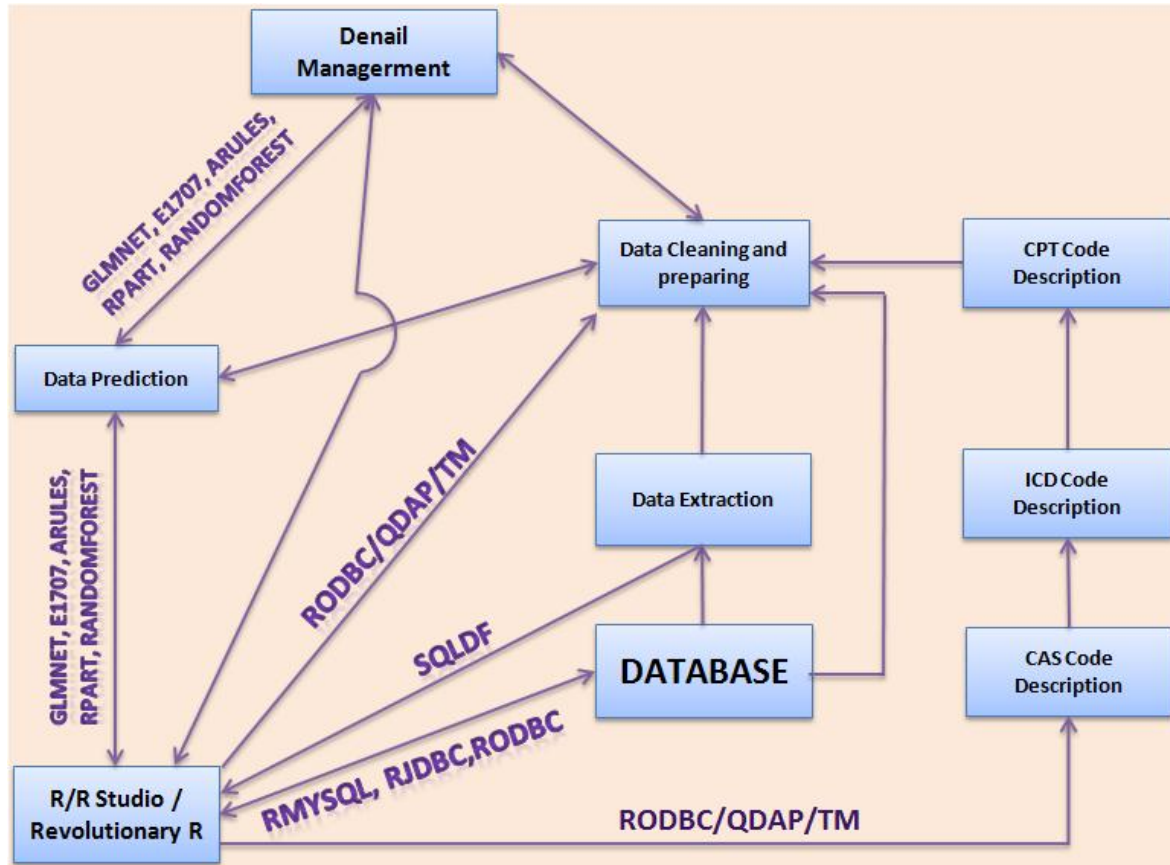 Denail
Managerment
GLMNET, E1707, ARULES,
RPART, RANDOMFOREST
Data Cleaning and
preparing
CPT Code
Description
Data Prediction
GLMNET, E1707, ARULES,
RPART, RANDOMFOREST
RODBC/QDAP/TM
Data Extraction
ICD Code
Description
SQLDF
DATABASE
CAS Code
Description
RMYSQL, RJDBC,RODBC
R/R Studio /
Revolutionary R
RODBC/QDAP/TM